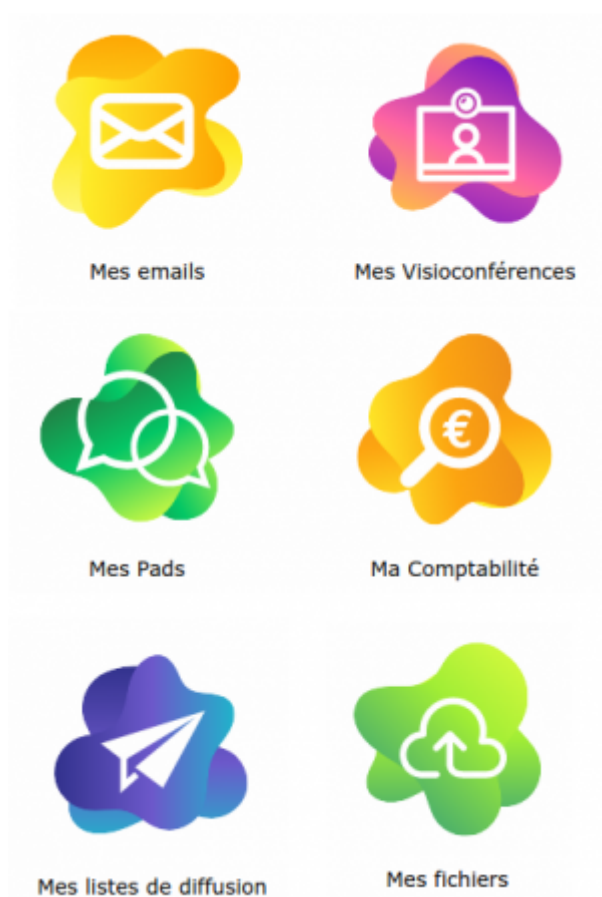 Mes emails
Mes Visioconférences
€
Mes Pads
Ma Comptabilité
Mes listes de diffusion
Mes fichiers